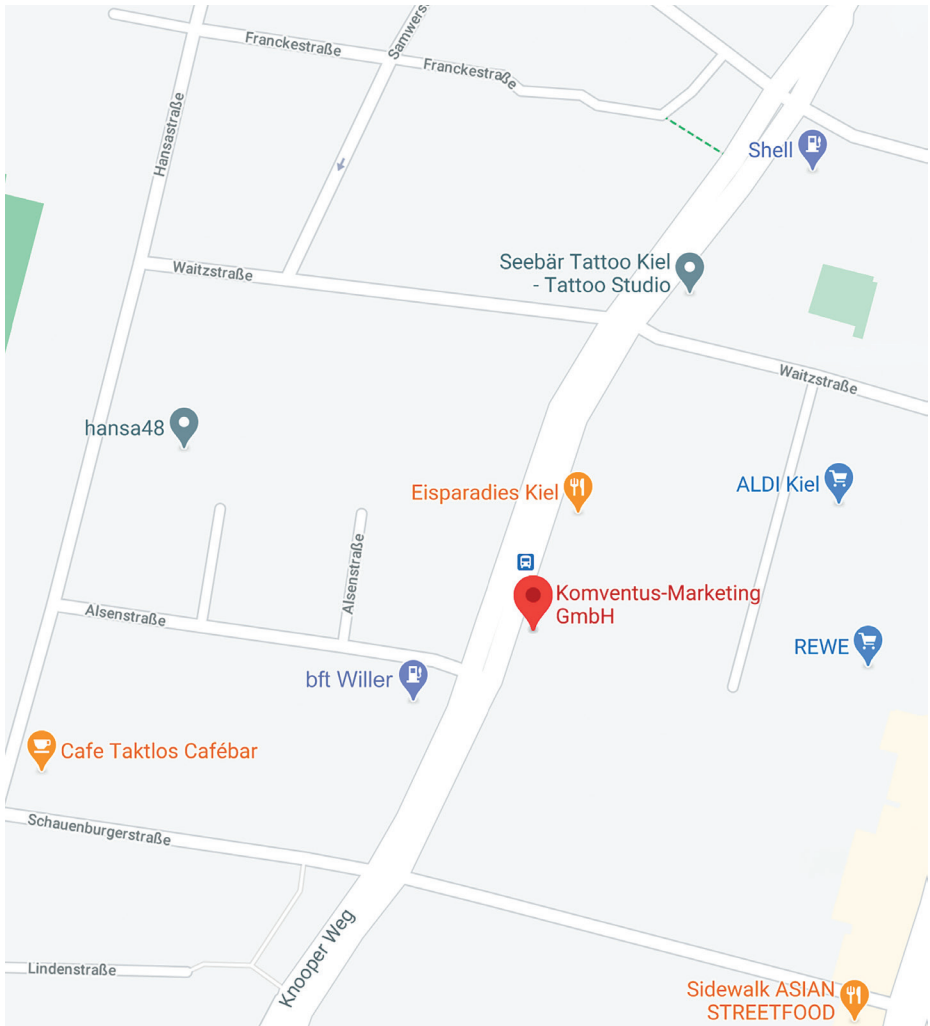 Franckestraße
Samwers
Franckestraße
Hansastraße
Shell
Waitzstraße
Seebär Tattoo Kiel
- Tattoo Studio
Waitzstraße
hansa48
Eisparadies Kiel
ALDI Kiel
Alsenstraße
Alsenstraße
Komventus-Marketing
GmbH
REWE
bft Willer
Cafe Taktlos Cafébar
Schauenburgerstraße
Knooper Weg
Lindenstraße
Sidewalk ASIAN
STREETFOOD